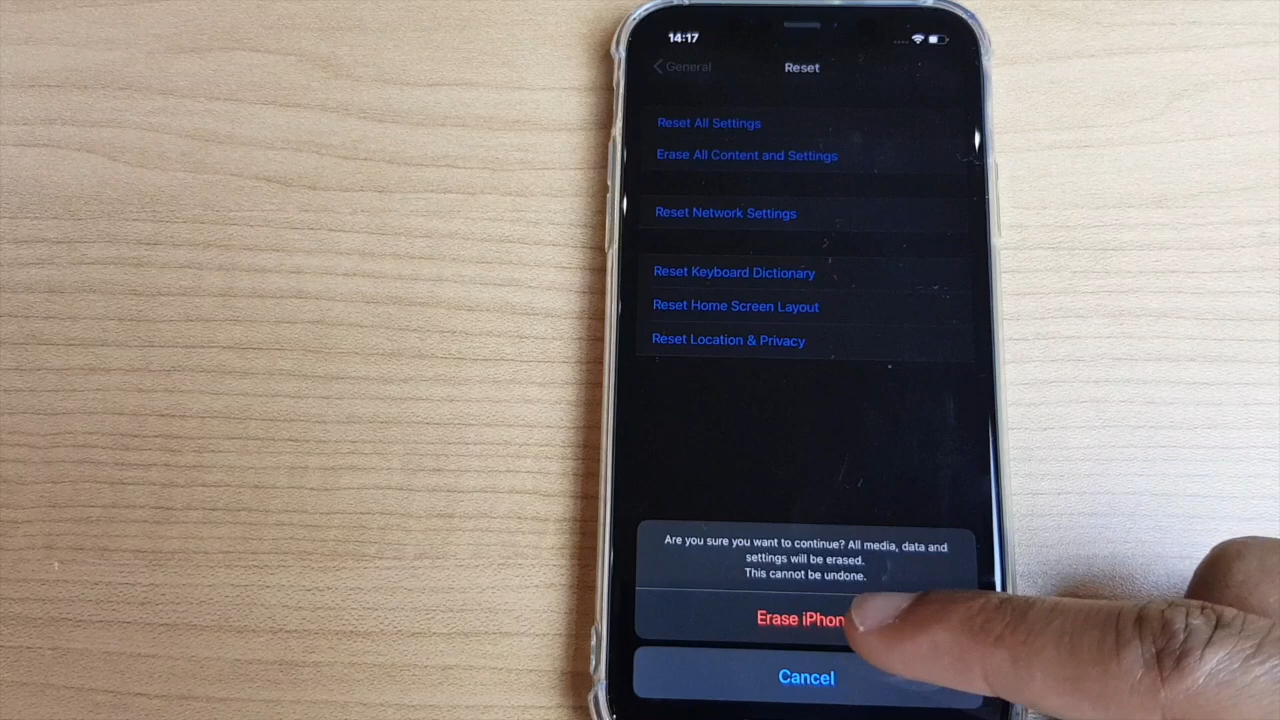 14:17
General
Reset
Reset All Settings
Erase All Content and Settings
Reset Network Settings
Reset Keyboard Dictionary
Reset Home Screen Layout
Reset Location & Privacy
Are you sure you want to continue? All media, data and
settings will be erased.
This cannot be undone.
Erase iPhon
Cancel